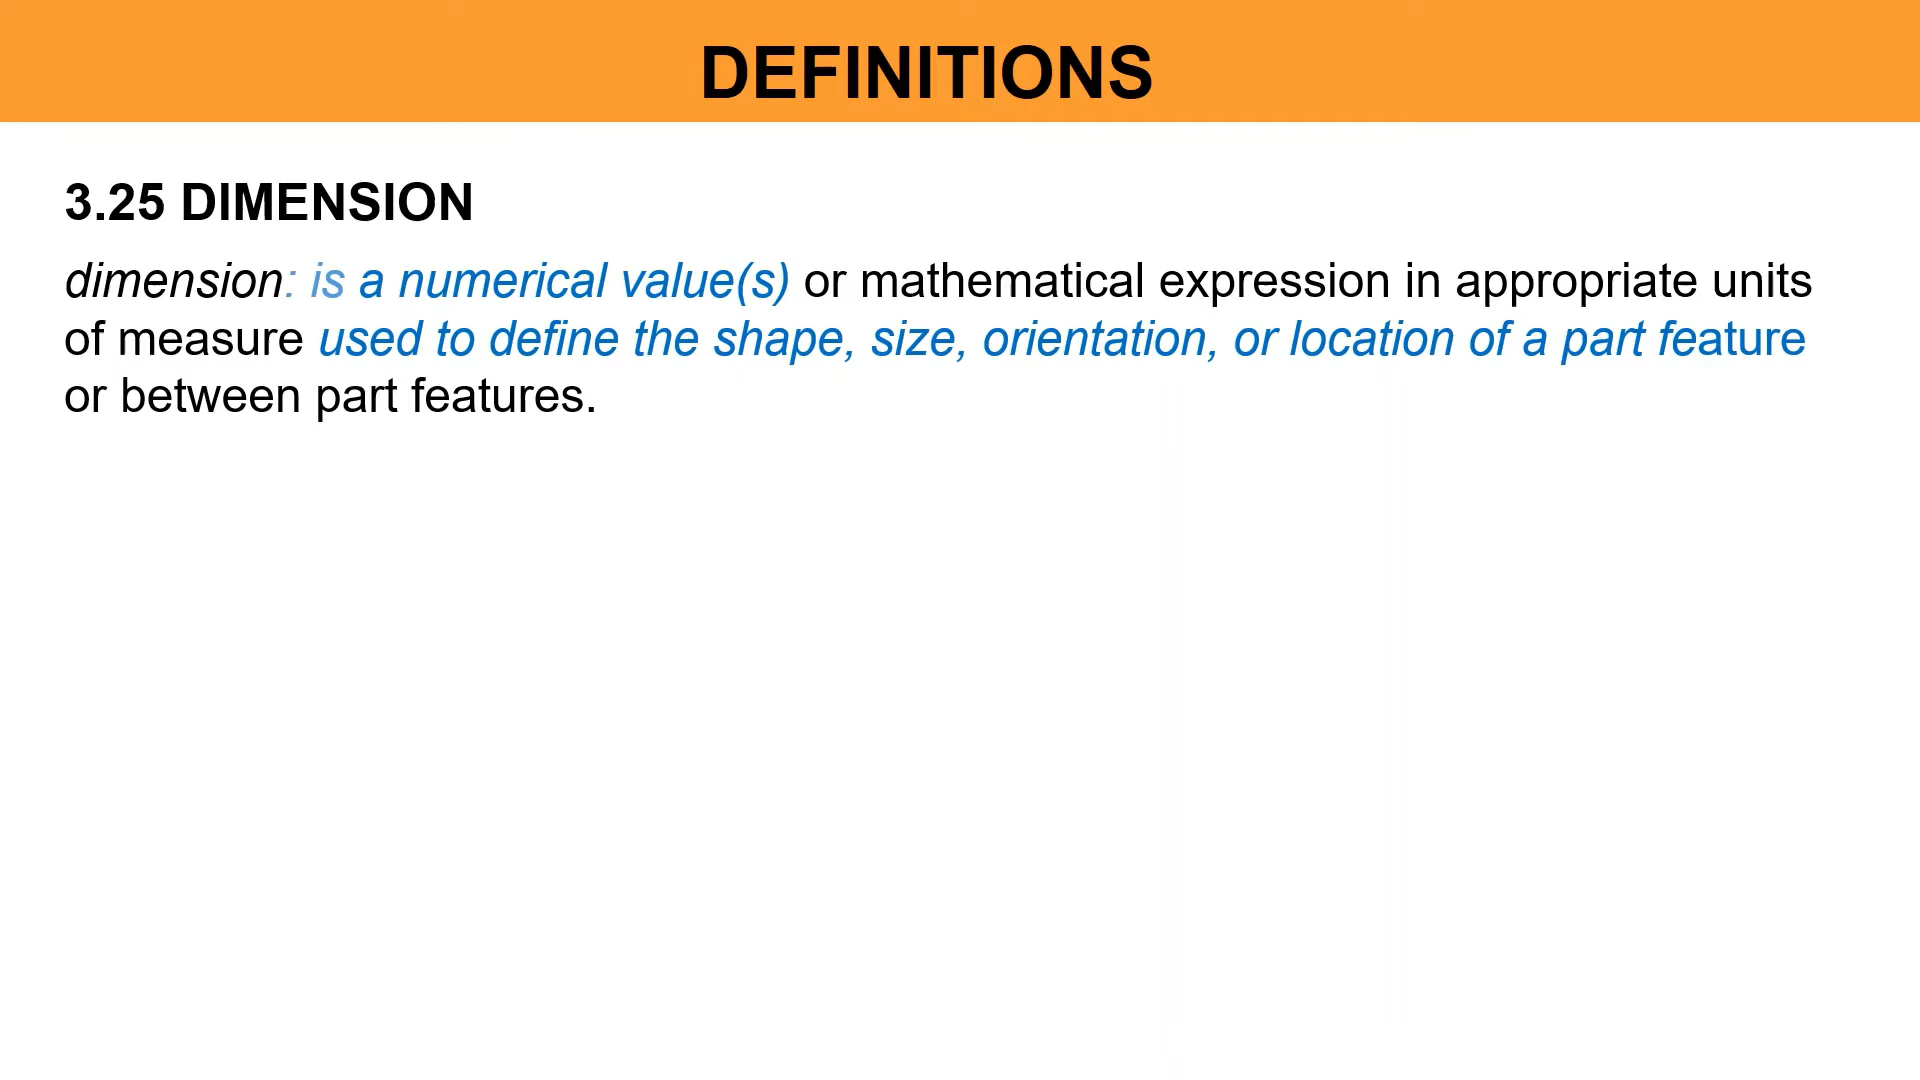 DEFINITIONS
3.25 DIMENSION
dimension: is a numerical value(s) or mathematical expression in appropriate units
of measure used to define the shape, size, orientation, or location of a part feature
or between part features.